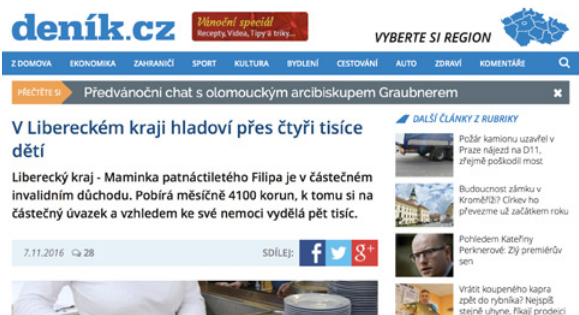 deník.cz
Vánoční speciál
Recepty, Videa, Tipy a triky...
VYBERTE SI REGION
Z DOMOVA EKONOMIKA ZAHRANIČÍ SPORT KULTURA BYDLENÍ CESTOVÁNÍ AUTO ZDRAVÍ KOMENTÁŘE
PŘEČTĚTE SI Předvánoční chat s olomouckým arcibiskupem Graubnerem
V Libereckém kraji hladoví přes čtyři tisíce
dětí
Liberecký kraj - Maminka patnáctiletého Filipa je v částečném
invalidním důchodu. Pobírá měsíčně 4100 korun, k tomu si na
částečný úvazek a vzhledem ke své nemoci vydělá pět tisíc.
7.11.2016 28 SDÍLEJ: f g+
DALŠÍ ČLÁNKY Z RUBRIKY
Požár kamionu uzavřel v
Praze nájezd na D11,
zřejmě poškodil most
Budoucnost zámku v
Kroměříži? Církev ho
převezme už začátkem roku
Pohledem Kateřiny
Perknerové: Zlý premiérův
sen
Vrátit koupeného kapra
zpět do rybníka? Nejspíš
stejně uhyne, říkají prodejci